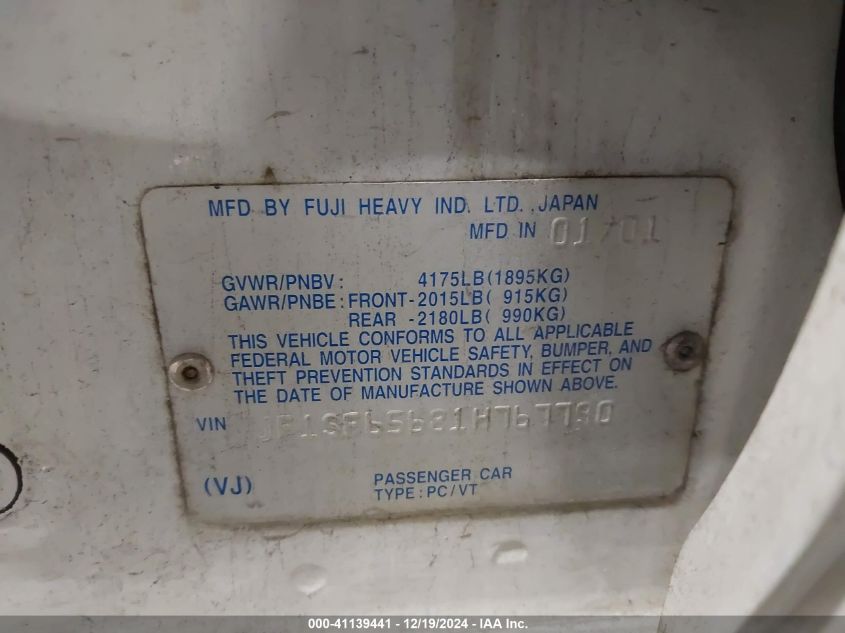 MFD BY FUJI HEAVY IND. LTD. JAPAN
MFD IN 01/01
GVWR/PNBV: 4175LB(1895KG)
GAWR/PNBE: FRONT-2015LB( 915KG)
REAR -2180LB( 990KG)
THIS VEHICLE CONFORMS TO ALL APPLICABLE
FEDERAL MOTOR VEHICLE SAFETY, BUMPER, AND
THEFT PREVENTION STANDARDS IN EFFECT ON
THE DATE OF MANUFACTURE SHOWN ABOVE.
VIN JF1SF65681H767790
(VJ)
PASSENGER CAR
TYPE: PC/VT
000-41139441 - 12/19/2024 - IAA Inc.